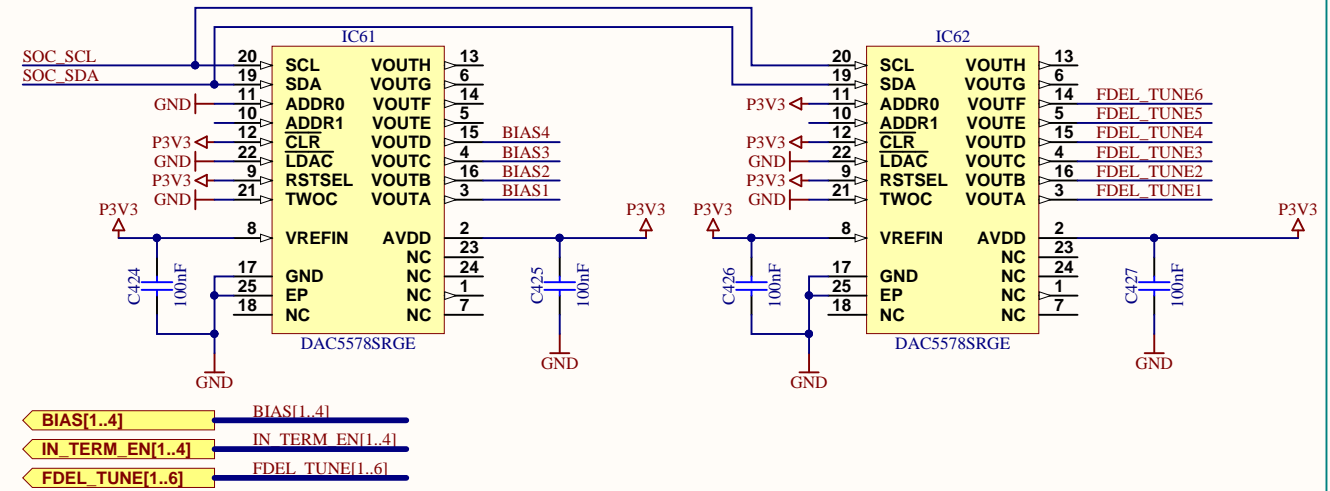 IC61
SOC_SCL 20 SCL VOUTH 13
SOC_SDA 19 SDA VOUTG 6
GND 11 ADDR0 VOUTF 14
10 ADDR1 VOUTE 5
P3V3 12 CLR VOUTD 15 BIAS4
GND 22 LDAC VOUTC 4 BIAS3
P3V3 9 RSTSEL VOUTB 16 BIAS2
GND 21 TWOC VOUTA 3 BIAS1
P3V3 8 VREFIN AVDD 2 P3V3
NC 23
17 GND NC 24
25 EP NC 1
18 NC NC 7
C424 100nF
C425 100nF
DAC5578SRGE
GND
GND
IC62
20 SCL VOUTH 13
19 SDA VOUTG 6
P3V3 11 ADDR0 VOUTF 14 FDEL_TUNE6
10 ADDR1 VOUTE 5 FDEL_TUNE5
P3V3 12 CLR VOUTD 15 FDEL_TUNE4
GND 22 LDAC VOUTC 4 FDEL_TUNE3
P3V3 9 RSTSEL VOUTB 16 FDEL_TUNE2
GND 21 TWOC VOUTA 3 FDEL_TUNE1
P3V3 8 VREFIN AVDD 2 P3V3
NC 23
17 GND NC 24
25 EP NC 1
18 NC NC 7
C426 100nF
C427 100nF
DAC5578SRGE
GND
GND
BIAS[1..4] BIAS[1..4]
IN_TERM_EN[1..4] IN_TERM_EN[1..4]
FDEL_TUNE[1..6] FDEL_TUNE[1..6]